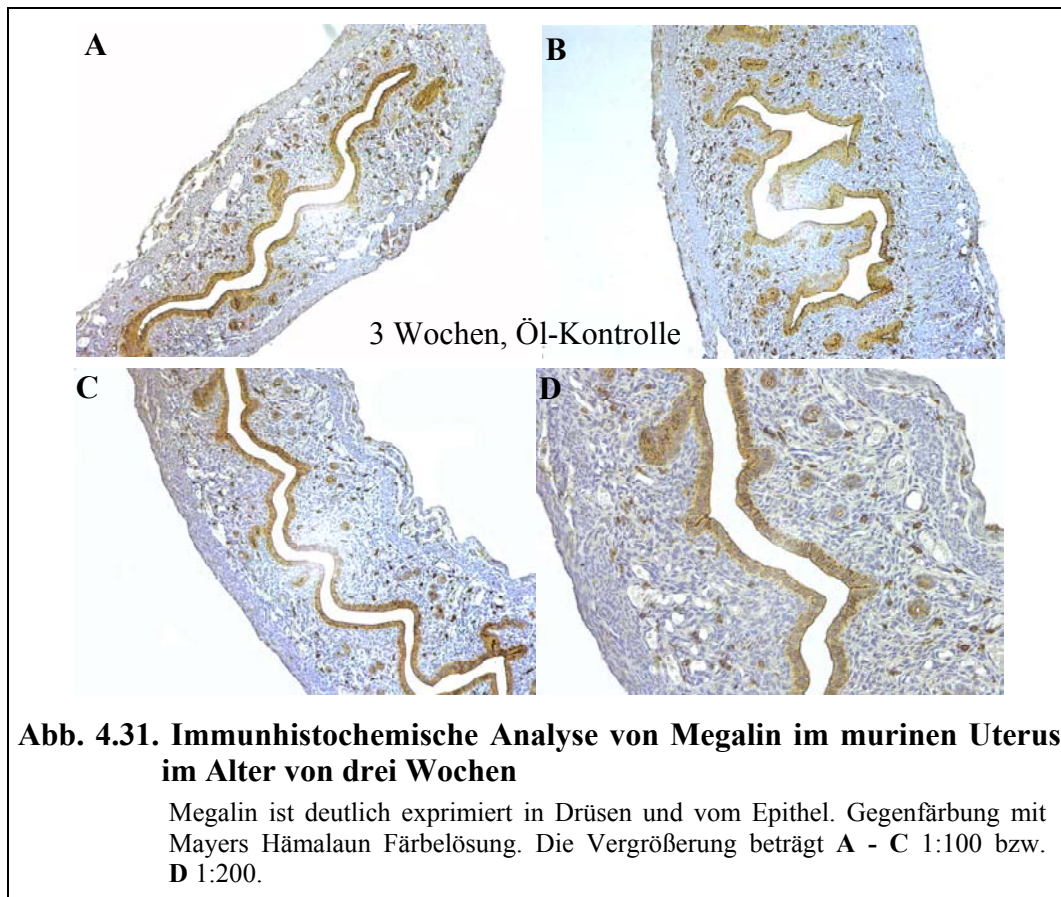 A
B
3 Wochen, Öl-Kontrolle
C
D
Abb. 4.31. Immunhistochemische Analyse von Megalin im murinen Uterus
im Alter von drei Wochen
Megalin ist deutlich exprimiert in Drüsen und vom Epithel. Gegenfärbung mit
Mayers Hämalaun Färbelösung. Die Vergrößerung beträgt A - C 1:100 bzw.
D 1:200.